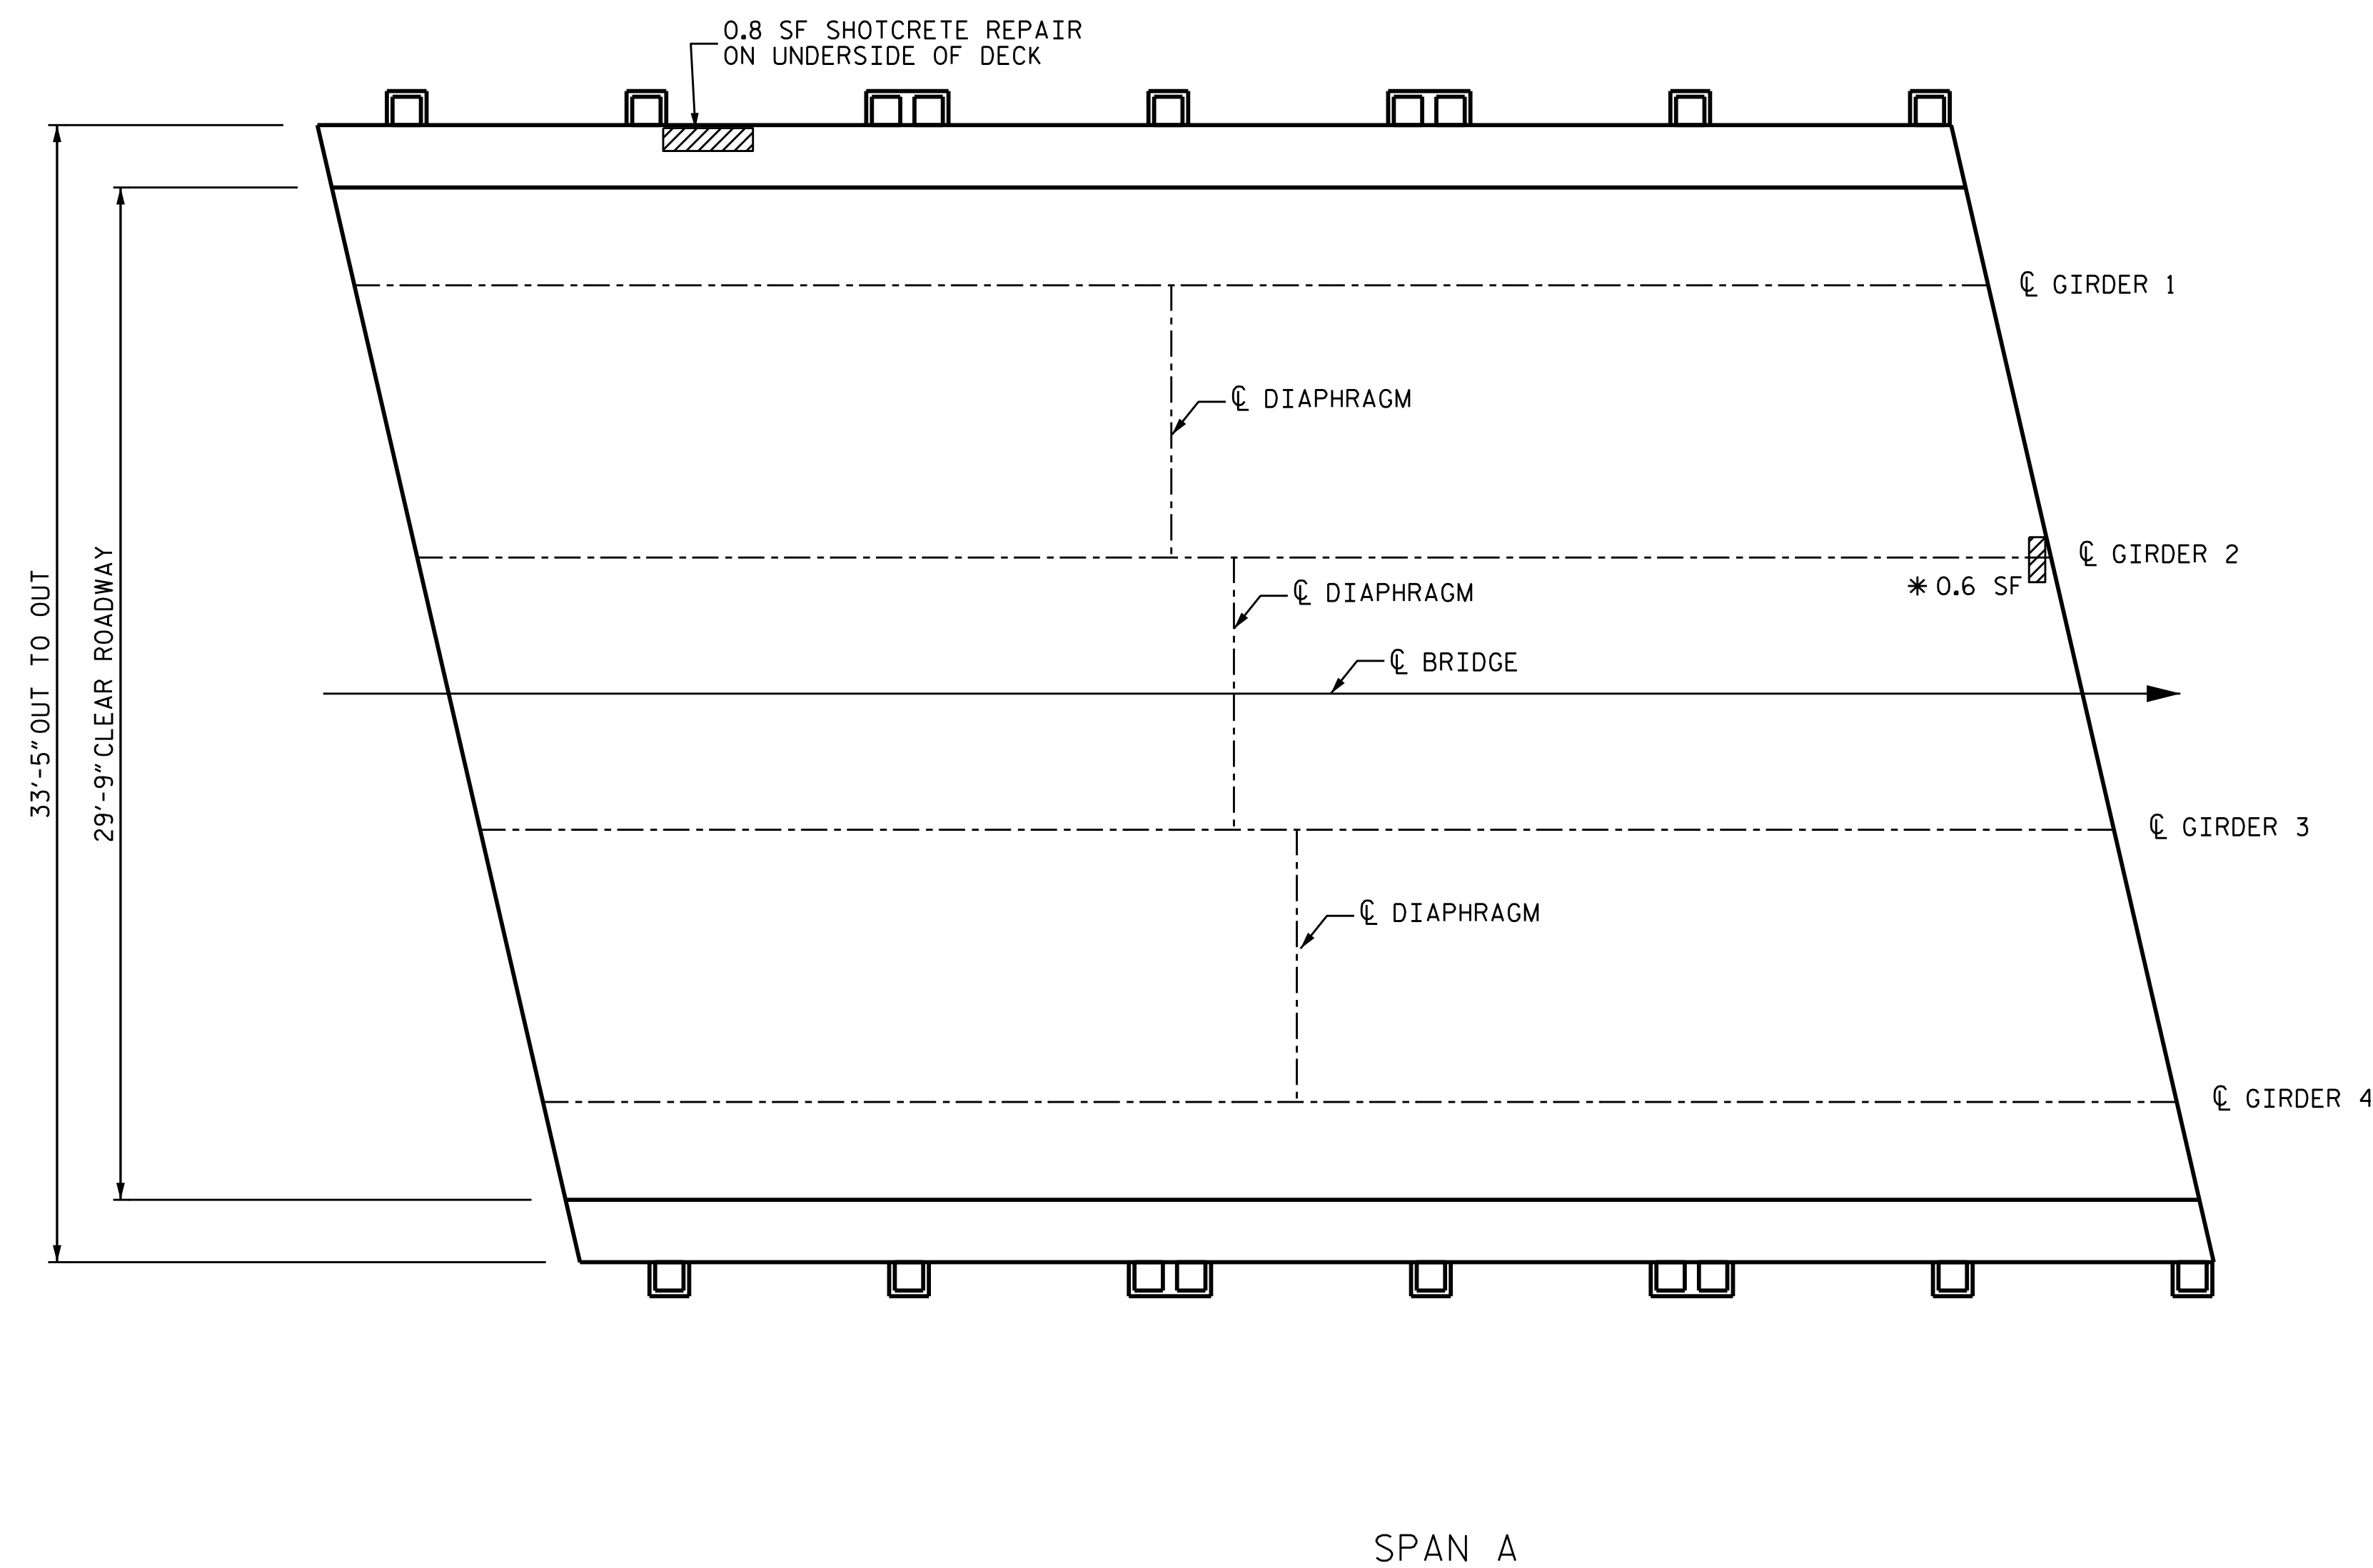 0.8 SF SHOTCRETE REPAIR
ON UNDERSIDE OF DECK
℄ GIRDER 1
℄ DIAPHRAGM
℄ GIRDER 2
* 0.6 SF
℄ DIAPHRAGM
℄ BRIDGE
33'-5" OUT TO OUT
29'-9" CLEAR ROADWAY
℄ GIRDER 3
℄ DIAPHRAGM
℄ GIRDER 4
SPAN A